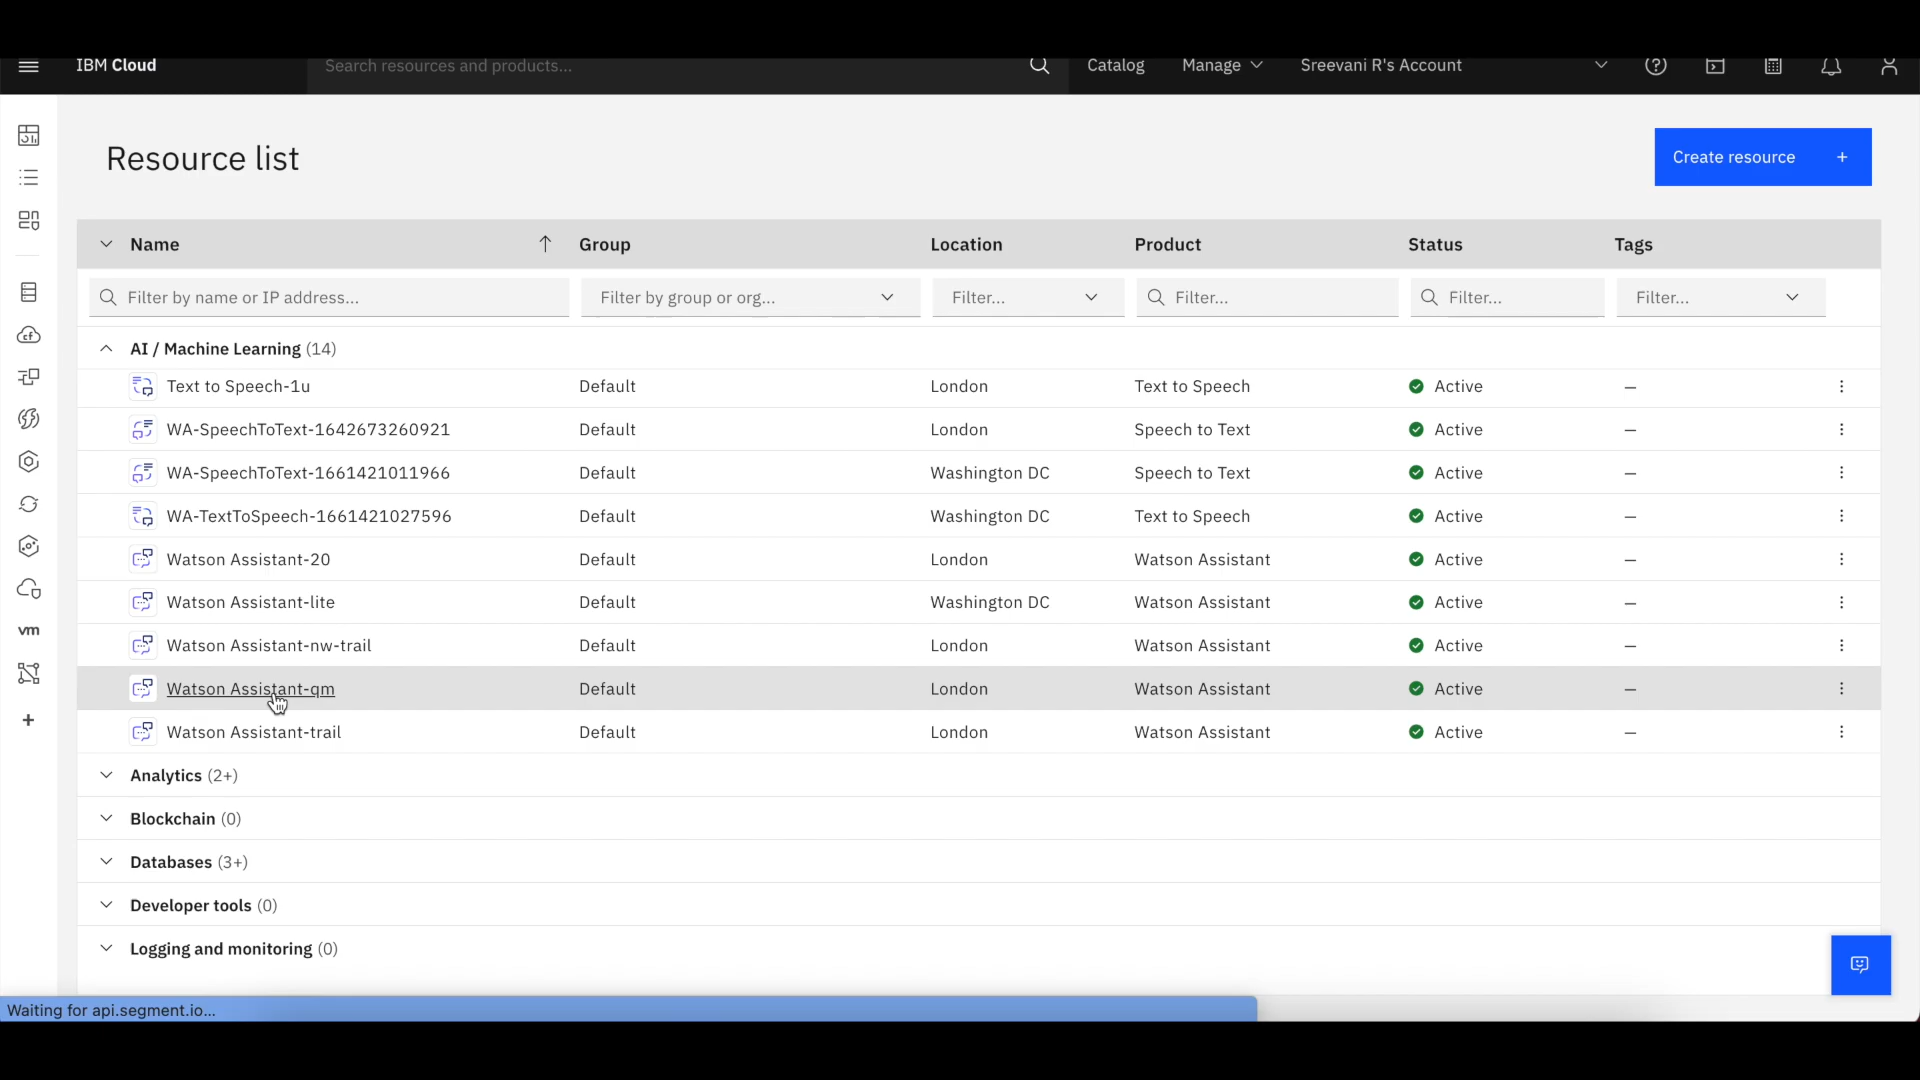 IBM Cloud Search resources and products... Catalog Manage Sreevani R's Account
Resource list
Create resource +
Name Group Location Product Status Tags
Filter by name or IP address... Filter by group or org... Filter... Filter... Filter... Filter...
AI / Machine Learning (14)
Text to Speech-1u Default London Text to Speech Active –
WA-SpeechToText-1642673260921 Default London Speech to Text Active –
WA-SpeechToText-1661421011966 Default Washington DC Speech to Text Active –
WA-TextToSpeech-1661421027596 Default Washington DC Text to Speech Active –
Watson Assistant-20 Default London Watson Assistant Active –
Watson Assistant-lite Default Washington DC Watson Assistant Active –
Watson Assistant-nw-trail Default London Watson Assistant Active –
vm
Watson Assistant-qm Default London Watson Assistant Active –
Watson Assistant-trail Default London Watson Assistant Active –
Analytics (2+)
Blockchain (0)
Databases (3+)
Developer tools (0)
Logging and monitoring (0)
Waiting for api.segment.io...